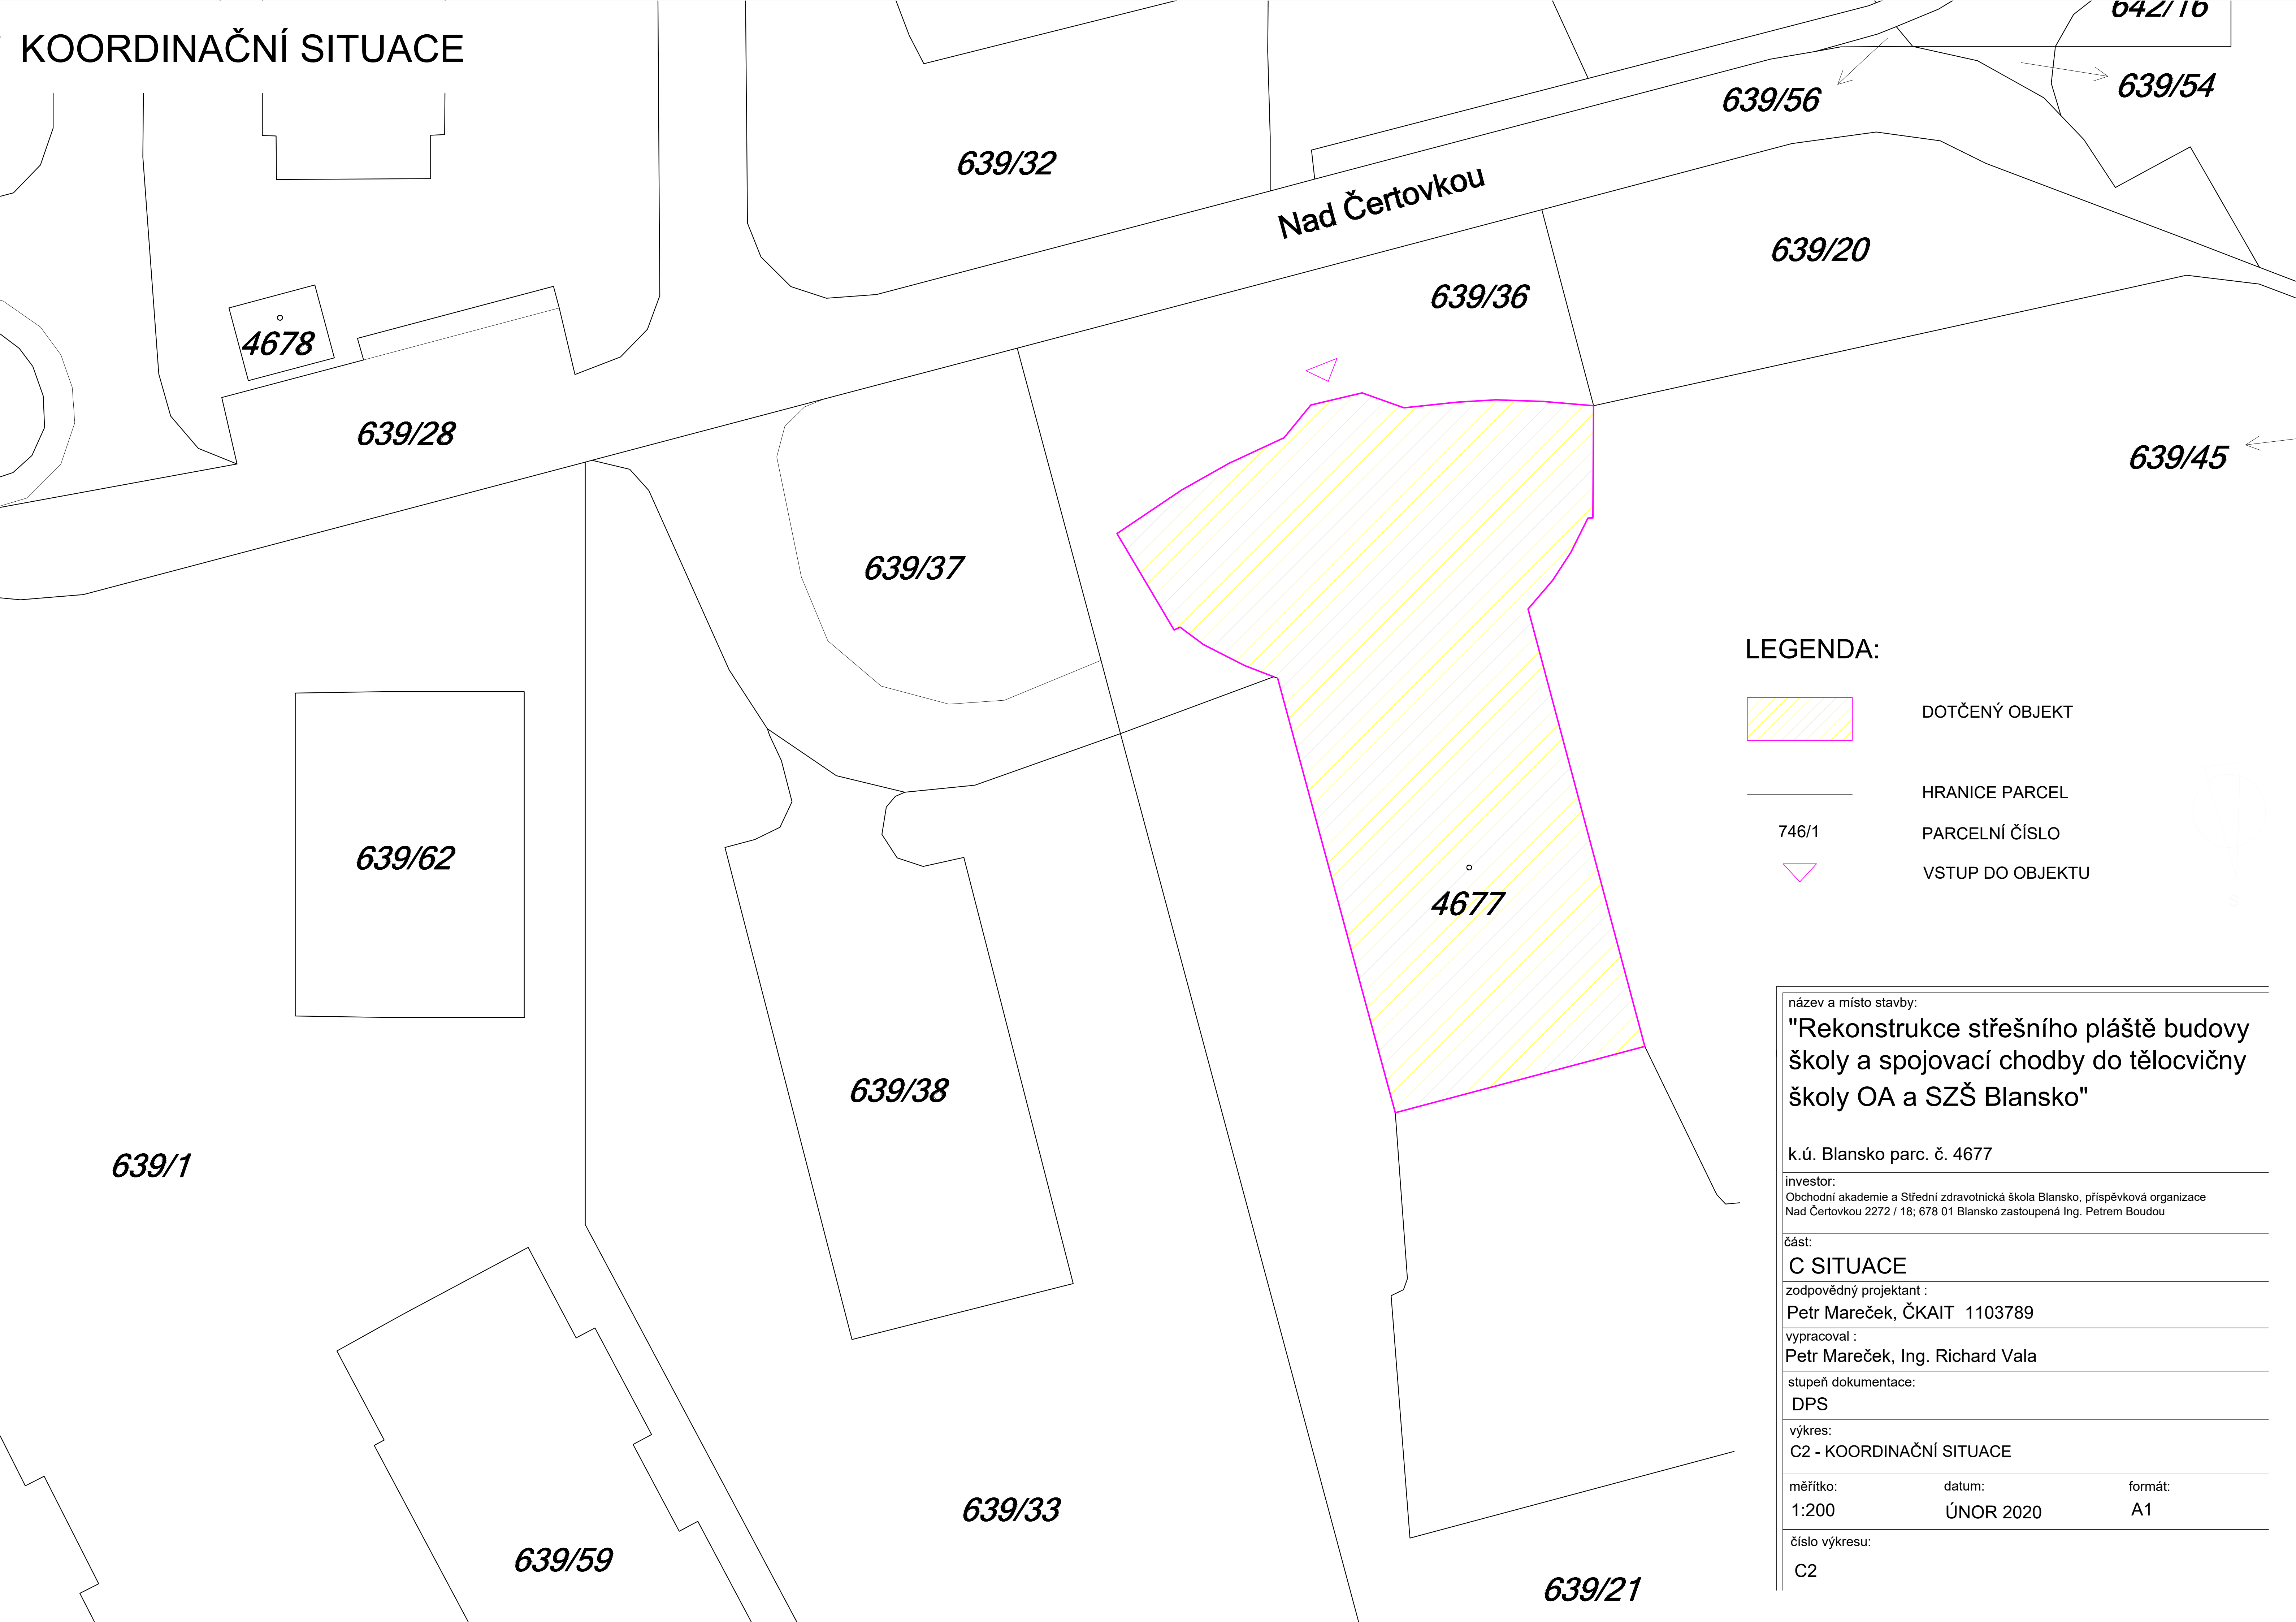 KOORDINAČNÍ SITUACE
642/16
639/56
639/54
639/32
Nad Čertovkou
639/20
639/36
4678
639/28
639/45
639/37
LEGENDA:
DOTČENÝ OBJEKT
HRANICE PARCEL
746/1
PARCELNÍ ČÍSLO
VSTUP DO OBJEKTU
639/62
4677
639/38
639/1
639/33
639/59
639/21
název a místo stavby:
"Rekonstrukce střešního pláště budovy
školy a spojovací chodby do tělocvičny
školy OA a SZŠ Blansko"
k.ú. Blansko parc. č. 4677
investor:
Obchodní akademie a Střední zdravotnická škola Blansko, příspěvková organizace
Nad Čertovkou 2272 / 18; 678 01 Blansko zastoupená Ing. Petrem Boudou
část:
C SITUACE
zodpovědný projektant :
Petr Mareček, ČKAIT 1103789
vypracoval :
Petr Mareček, Ing. Richard Vala
stupeň dokumentace:
DPS
výkres:
C2 - KOORDINAČNÍ SITUACE
měřítko: datum: formát:
1:200 ÚNOR 2020 A1
číslo výkresu:
C2